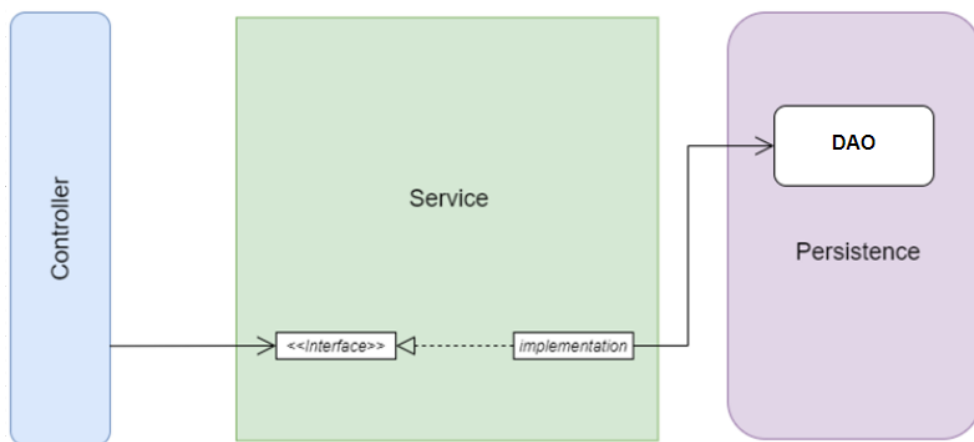 Controller
Service
<<Interface>>
implementation
DAO
Persistence